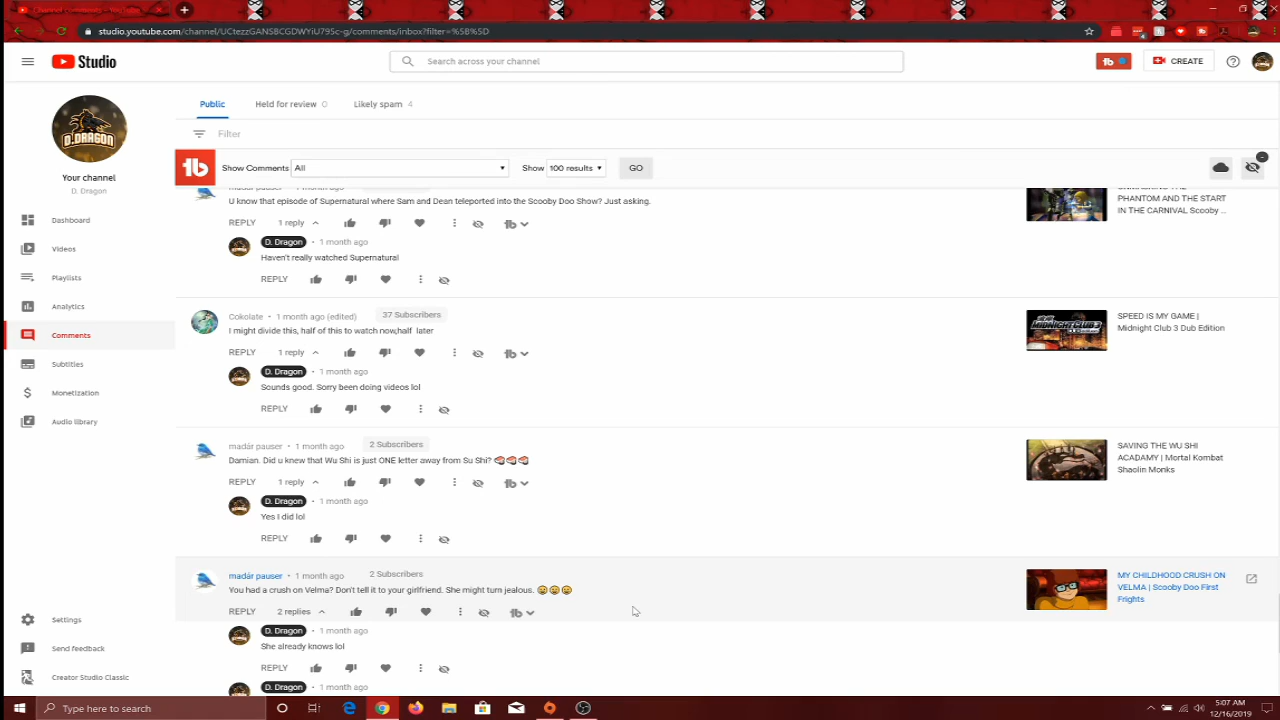 Channel comments - YouTube
studio.youtube.com/channel/UCtezzGANS8CGDWYiU795c-g/comments/inbox?filter=%5B%5D
Studio
Search across your channel
CREATE
D.DRAGON
Your channel
D. Dragon
Dashboard
Videos
Playlists
Analytics
Comments
Subtitles
Monetization
Audio library
Settings
Send feedback
Creator Studio Classic
Public
Held for review 0
Likely spam 4
Filter
Show Comments All
Show 100 results
GO
madár pauser • 1 month ago
U know that episode of Supernatural where Sam and Dean teleported into the Scooby Doo Show? Just asking.
REPLY 1 reply
D. Dragon • 1 month ago
Haven't really watched Supernatural
REPLY
UNMASKING THE
PHANTOM AND THE START
IN THE CARNIVAL Scooby ...
Cokolate • 1 month ago (edited) 37 Subscribers
I might divide this, half of this to watch now,half later
REPLY 1 reply
D. Dragon • 1 month ago
Sounds good. Sorry been doing videos lol
REPLY
SPEED IS MY GAME |
Midnight Club 3 Dub Edition
madár pauser • 1 month ago 2 Subscribers
Damian. Did u knew that Wu Shi is just ONE letter away from Su Shi? 🍣🍣🍣
REPLY 1 reply
D. Dragon • 1 month ago
Yes I did lol
REPLY
SAVING THE WU SHI
ACADAMY | Mortal Kombat
Shaolin Monks
madár pauser • 1 month ago 2 Subscribers
You had a crush on Velma? Don't tell it to your girlfriend. She might turn jealous.
REPLY 2 replies
D. Dragon • 1 month ago
She already knows lol
REPLY
D. Dragon • 1 month ago
MY CHILDHOOD CRUSH ON
VELMA | Scooby Doo First
Frights
Type here to search
5:07 AM
12/16/2019